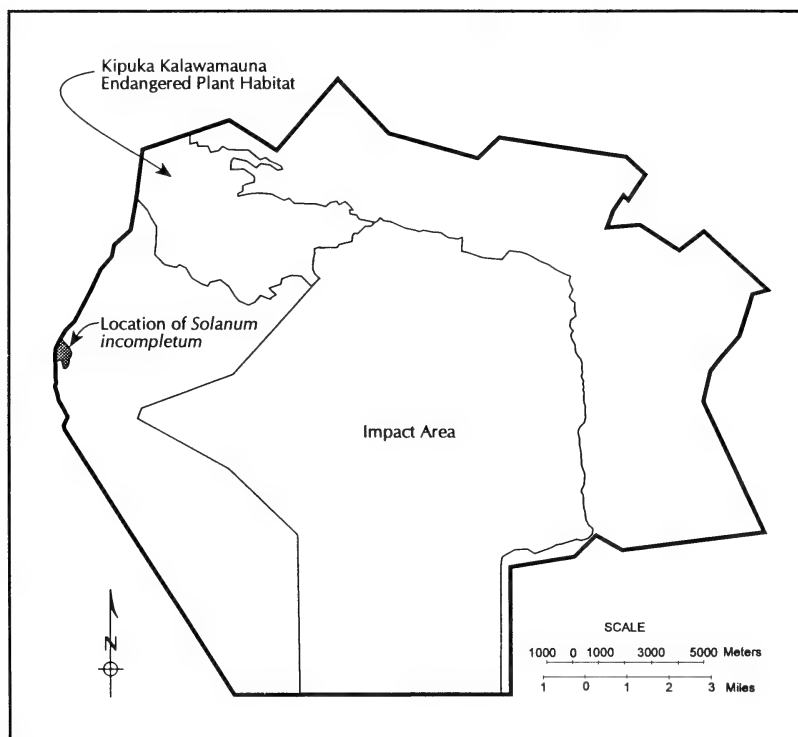 Kipuka Kalawamauna
Endangered Plant Habitat
Location of Solanum
incompletum
Impact Area
N
SCALE
1000 0 1000 3000 5000 Meters
1 0 1 2 3 Miles